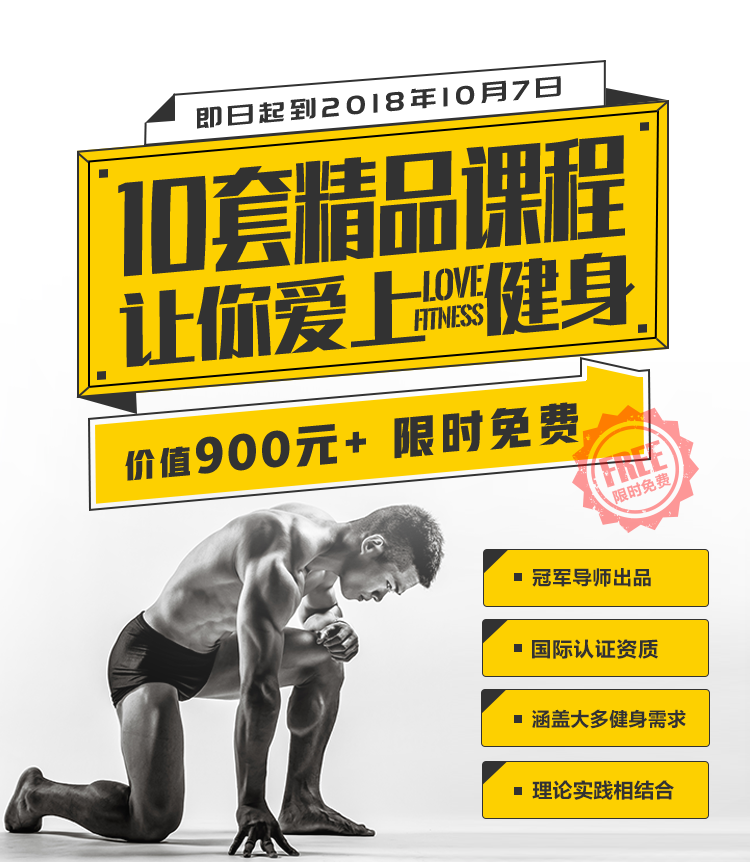 即日起到2018年10月7日
10套精品课程
让你爱上LOVE FITNESS健身
价值900元+ 限时免费
FREE
限时免费
冠军导师出品
国际认证资质
涵盖大多健身需求
理论实践相结合